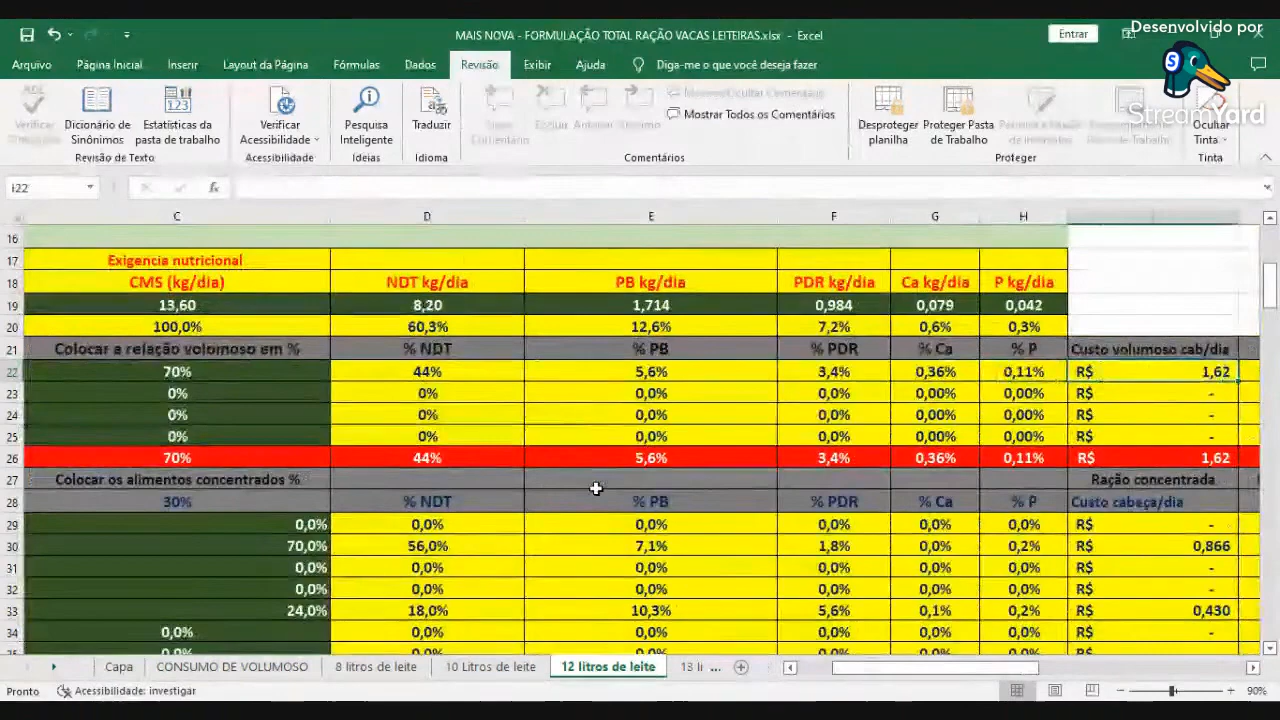 Desenvolvido por
StreamYard
MAIS NOVA - FORMULAÇÃO TOTAL RAÇÃO VACAS LEITEIRAS.xlsx - Excel
Entrar
Arquivo Página Inicial Inserir Layout da Página Fórmulas Dados Revisão Exibir Ajuda Diga-me o que você deseja fazer
Verificar
Dicionário de Sinônimos
Estatísticas da pasta de trabalho
Revisão de Texto
Verificar Acessibilidade
Acessibilidade
Pesquisa Inteligente
Ideias
Traduzir
Idioma
Novo Comentário
Excluir Anterior
Mostrar Todos os Comentários
Comentários
Desproteger planilha
Proteger Pasta de Trabalho
Proteger
Ocultar Tinta
Tinta
I22
fx
C D E F G H
16
17 Exigencia nutricional
18 CMS (kg/dia) NDT kg/dia PB kg/dia PDR kg/dia Ca kg/dia P kg/dia
19 13,60 8,20 1,714 0,984 0,079 0,042
20 100,0% 60,3% 12,6% 7,2% 0,6% 0,3%
21 Colocar a relação volomoso em % % NDT % PB % PDR % Ca % P Custo volumoso cab/dia
22 70% 44% 5,6% 3,4% 0,36% 0,11% R$ 1,62
23 0% 0% 0,0% 0,0% 0,00% 0,00% R$ -
24 0% 0% 0,0% 0,0% 0,00% 0,00% R$ -
25 0% 0% 0,0% 0,0% 0,00% 0,00% R$ -
26 70% 44% 5,6% 3,4% 0,36% 0,11% R$ 1,62
27 Colocar os alimentos concentrados % Ração concentrada
28 30% % NDT % PB % PDR % Ca % P Custo cabeça/dia
29 0,0% 0,0% 0,0% 0,0% 0,0% 0,0% R$ -
30 70,0% 56,0% 7,1% 1,8% 0,0% 0,2% R$ 0,866
31 0,0% 0,0% 0,0% 0,0% 0,0% 0,0% R$ -
32 0,0% 0,0% 0,0% 0,0% 0,0% 0,0% R$ -
33 24,0% 18,0% 10,3% 5,6% 0,1% 0,2% R$ 0,430
34 0,0% 0,0% 0,0% 0,0% 0,0% 0,0% R$ -
Capa CONSUMO DE VOLUMOSO 8 litros de leite 10 Litros de leite 12 litros de leite 13 li ...
Pronto Acessibilidade: investigar 90%